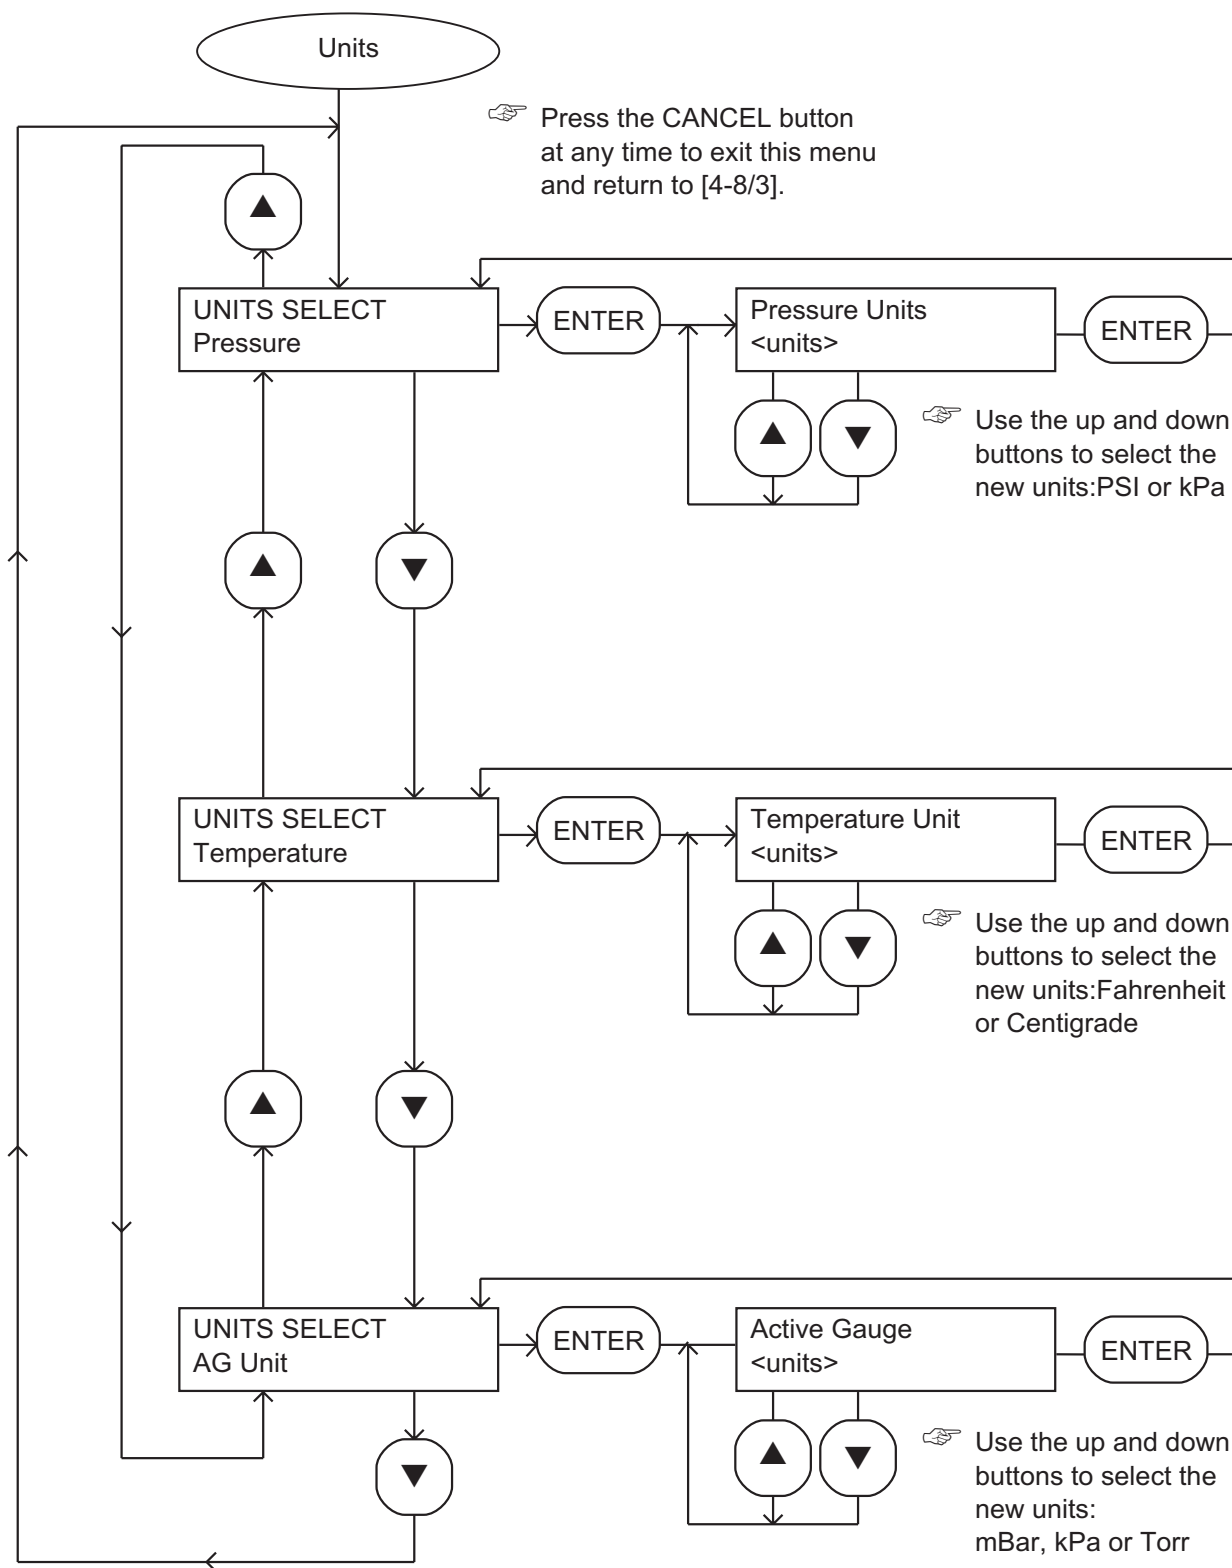 Units
Press the CANCEL button
at any time to exit this menu
and return to [4-8/3].
UNITS SELECT
Pressure
ENTER
Pressure Units
<units>
ENTER
Use the up and down
buttons to select the
new units:PSI or kPa
UNITS SELECT
Temperature
ENTER
Temperature Unit
<units>
ENTER
Use the up and down
buttons to select the
new units:Fahrenheit
or Centigrade
UNITS SELECT
AG Unit
ENTER
Active Gauge
<units>
ENTER
Use the up and down
buttons to select the
new units:
mBar, kPa or Torr